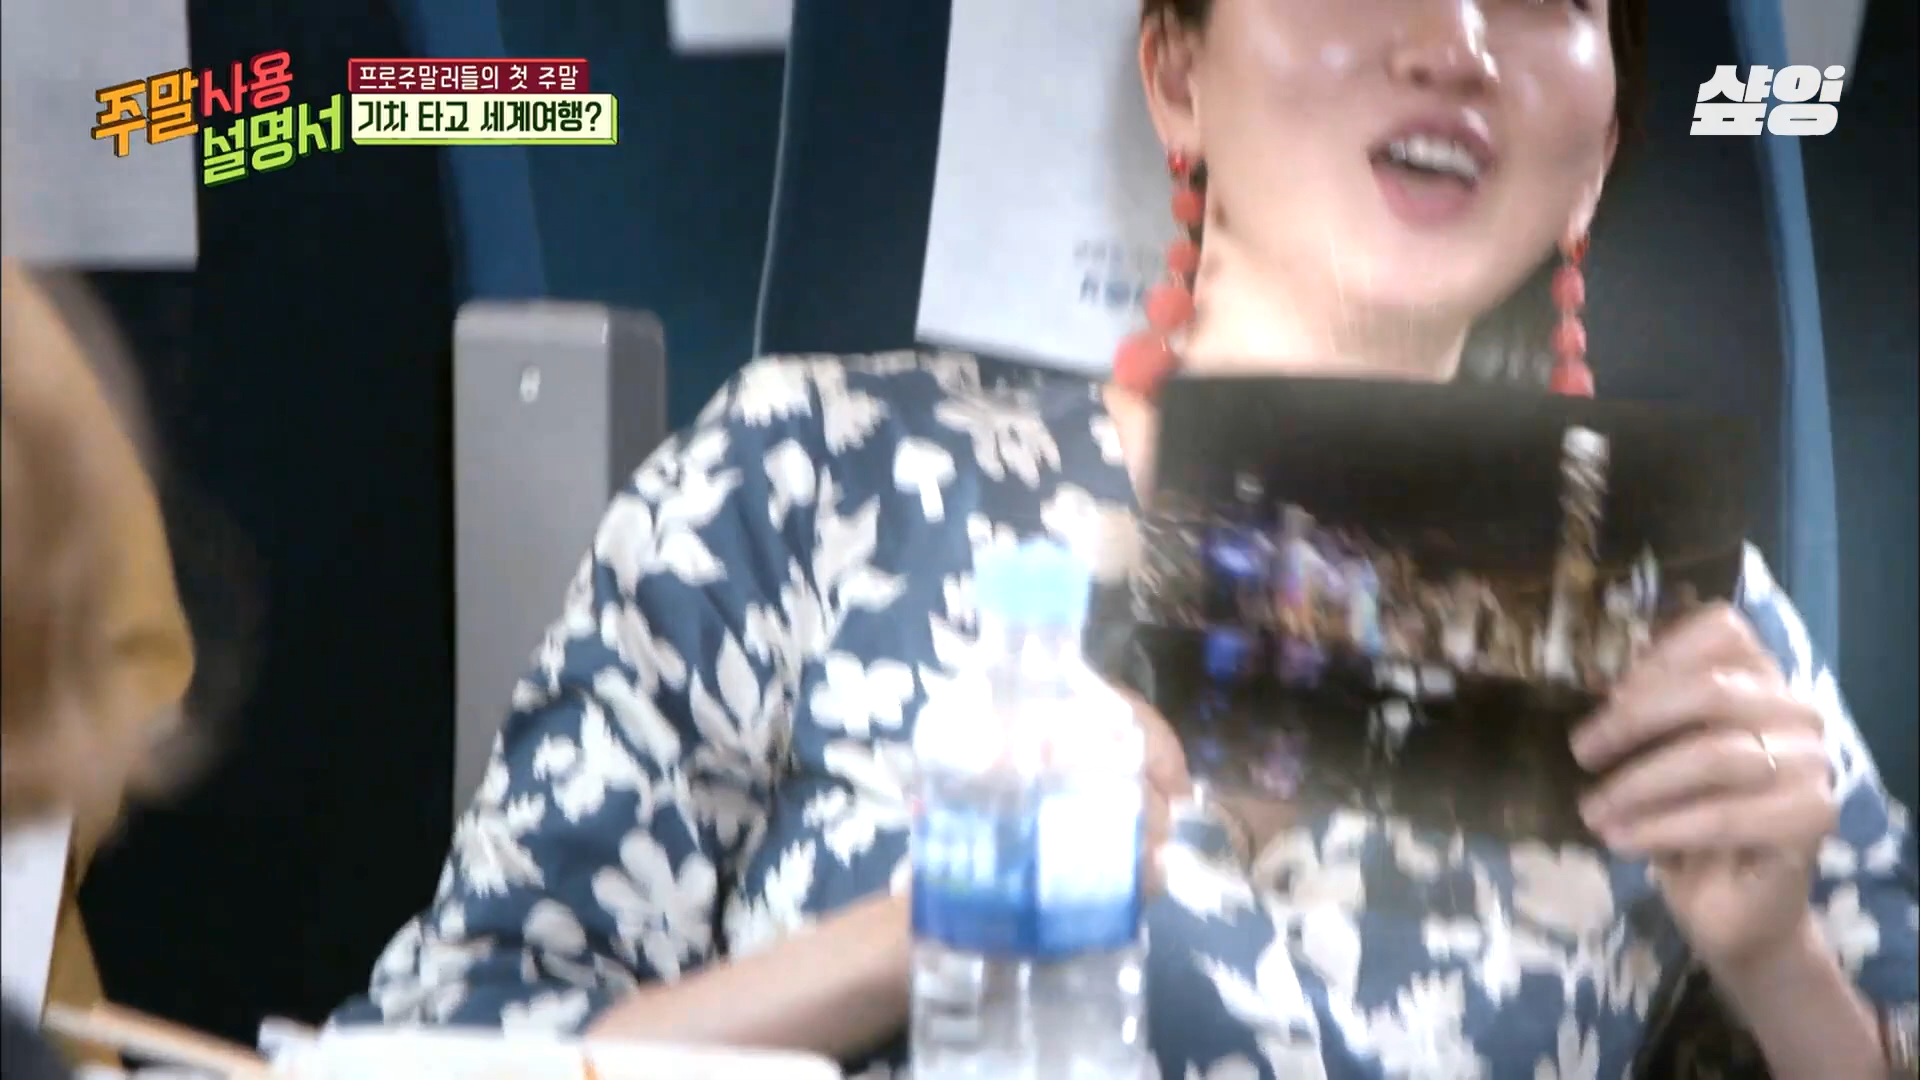 주말사용
설명서
프로주말러들의 첫 주말
기차 타고 세계여행?
샾잉